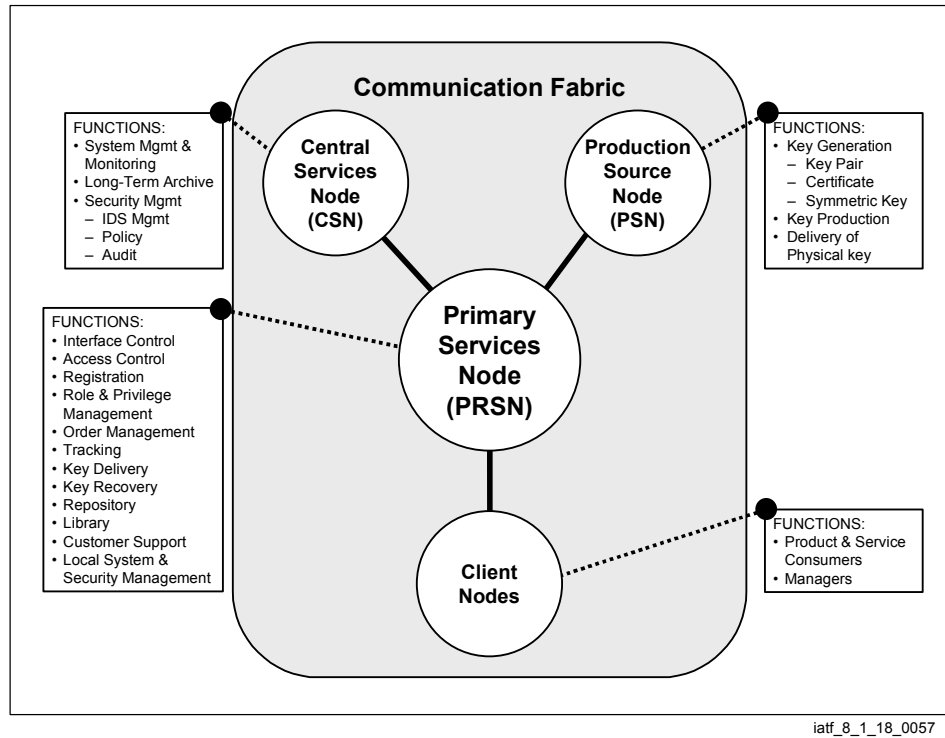 Communication Fabric
FUNCTIONS:
• System Mgmt &
Monitoring
• Long-Term Archive
• Security Mgmt
– IDS Mgmt
– Policy
– Audit
Central
Services
Node
(CSN)
Production
Source
Node
(PSN)
FUNCTIONS:
• Key Generation
– Key Pair
– Certificate
– Symmetric Key
• Key Production
• Delivery of
Physical key
FUNCTIONS:
• Interface Control
• Access Control
• Registration
• Role & Privilege
Management
• Order Management
• Tracking
• Key Delivery
• Key Recovery
• Repository
• Library
• Customer Support
• Local System &
Security Management
Primary
Services
Node
(PRSN)
Client
Nodes
FUNCTIONS:
• Product & Service
Consumers
• Managers
iatf_8_1_18_0057